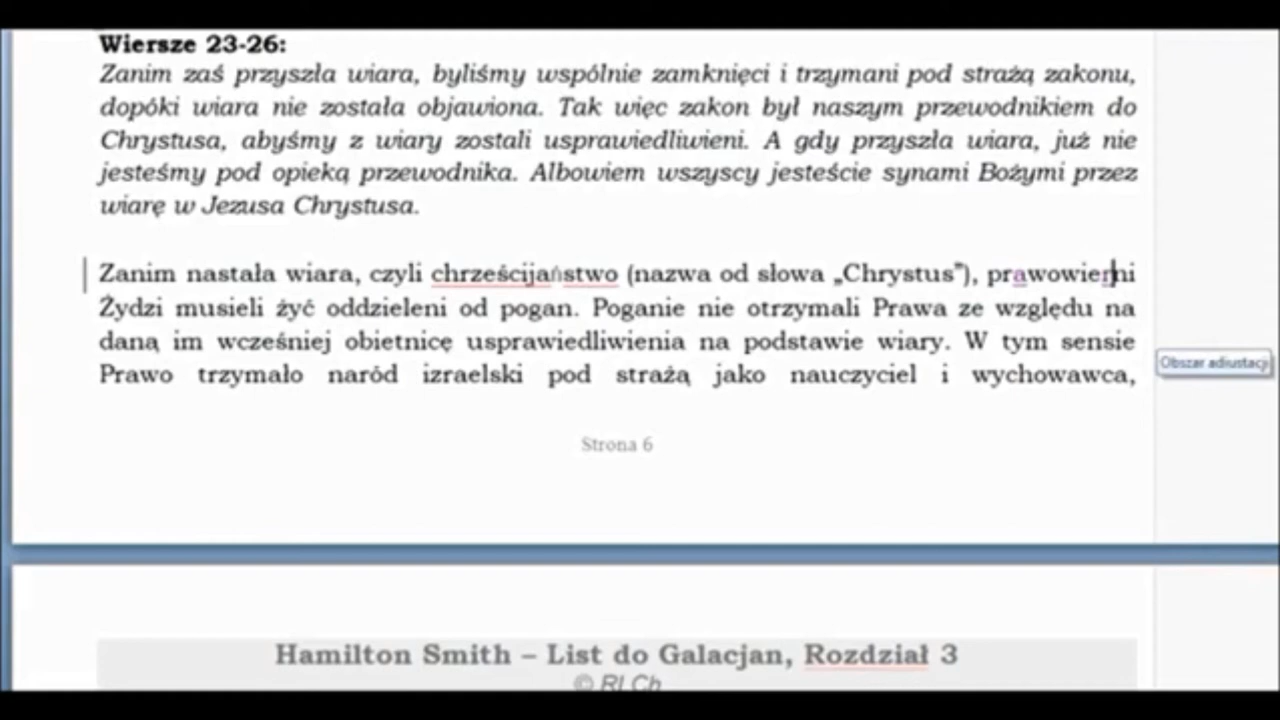 Wiersze 23-26:
Zanim zaś przyszła wiara, byliśmy wspólnie zamknięci i trzymani pod strażą zakonu,
dopóki wiara nie została objawiona. Tak więc zakon był naszym przewodnikiem do
Chrystusa, abyśmy z wiary zostali usprawiedliwieni. A gdy przyszła wiara, już nie
jesteśmy pod opieką przewodnika. Albowiem wszyscy jesteście synami Bożymi przez
wiarę w Jezusa Chrystusa.
Zanim nastała wiara, czyli chrześcijaństwo (nazwa od słowa „Chrystus”), prawowierni
Żydzi musieli żyć oddzieleni od pogan. Poganie nie otrzymali Prawa ze względu na
daną im wcześniej obietnicę usprawiedliwienia na podstawie wiary. W tym sensie
Prawo trzymało naród izraelski pod strażą jako nauczyciel i wychowawca,
Obszar adiustacji
Strona 6
Hamilton Smith – List do Galacjan, Rozdział 3
© RLCh